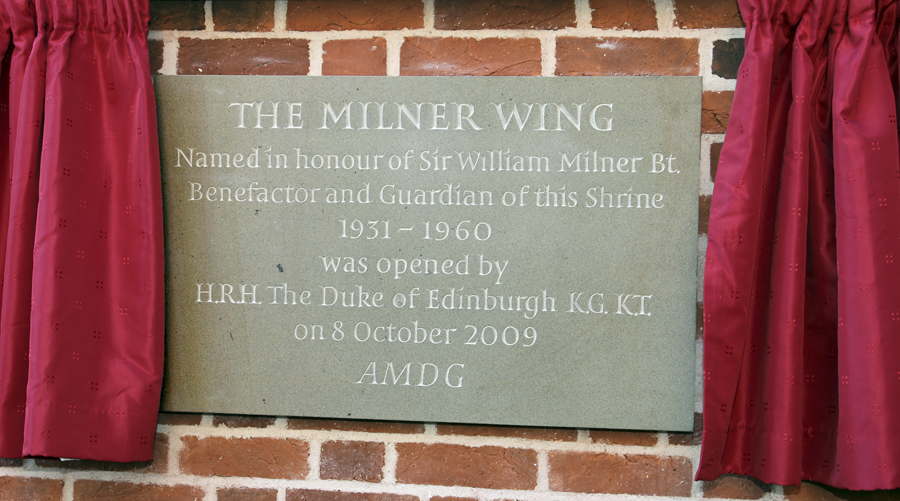 THE MILNER WING
Named in honour of Sir William Milner Bt.
Benefactor and Guardian of this Shrine
1931 – 1960
was opened by
H.R.H. The Duke of Edinburgh K.G. K.T.
on 8 October 2009
AMDG